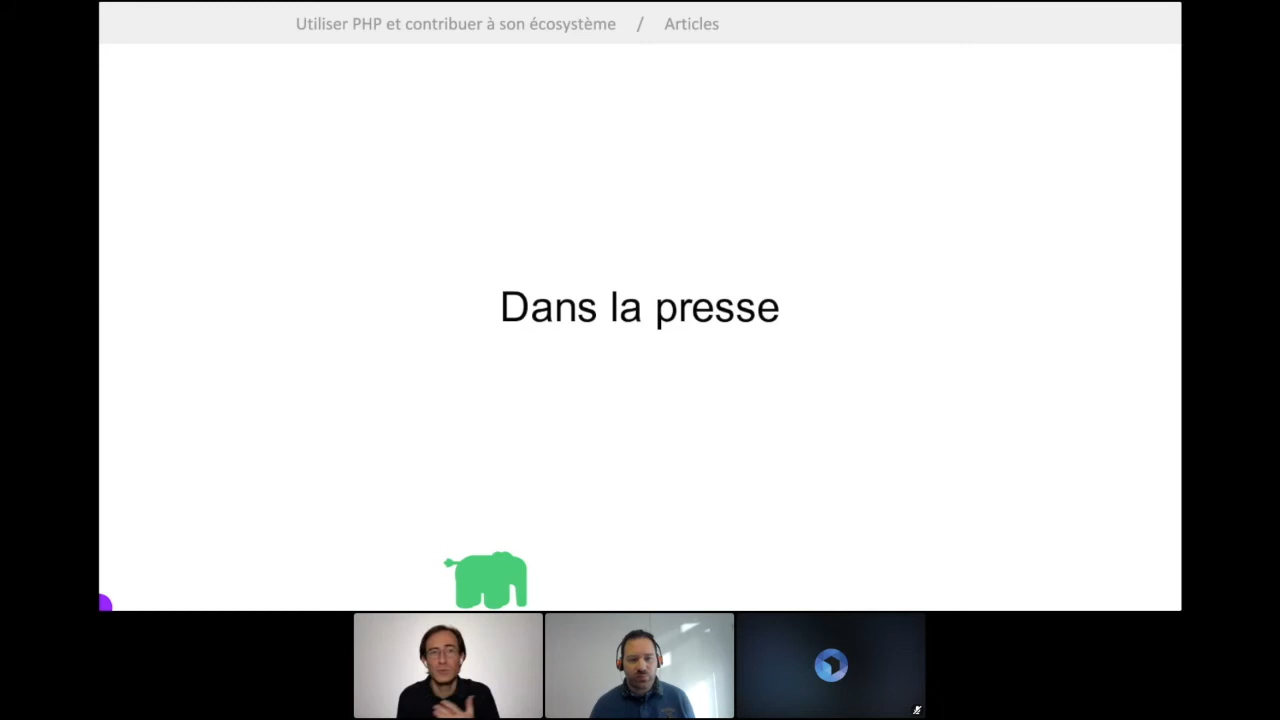 Utiliser PHP et contribuer à son écosystème / Articles
Dans la presse